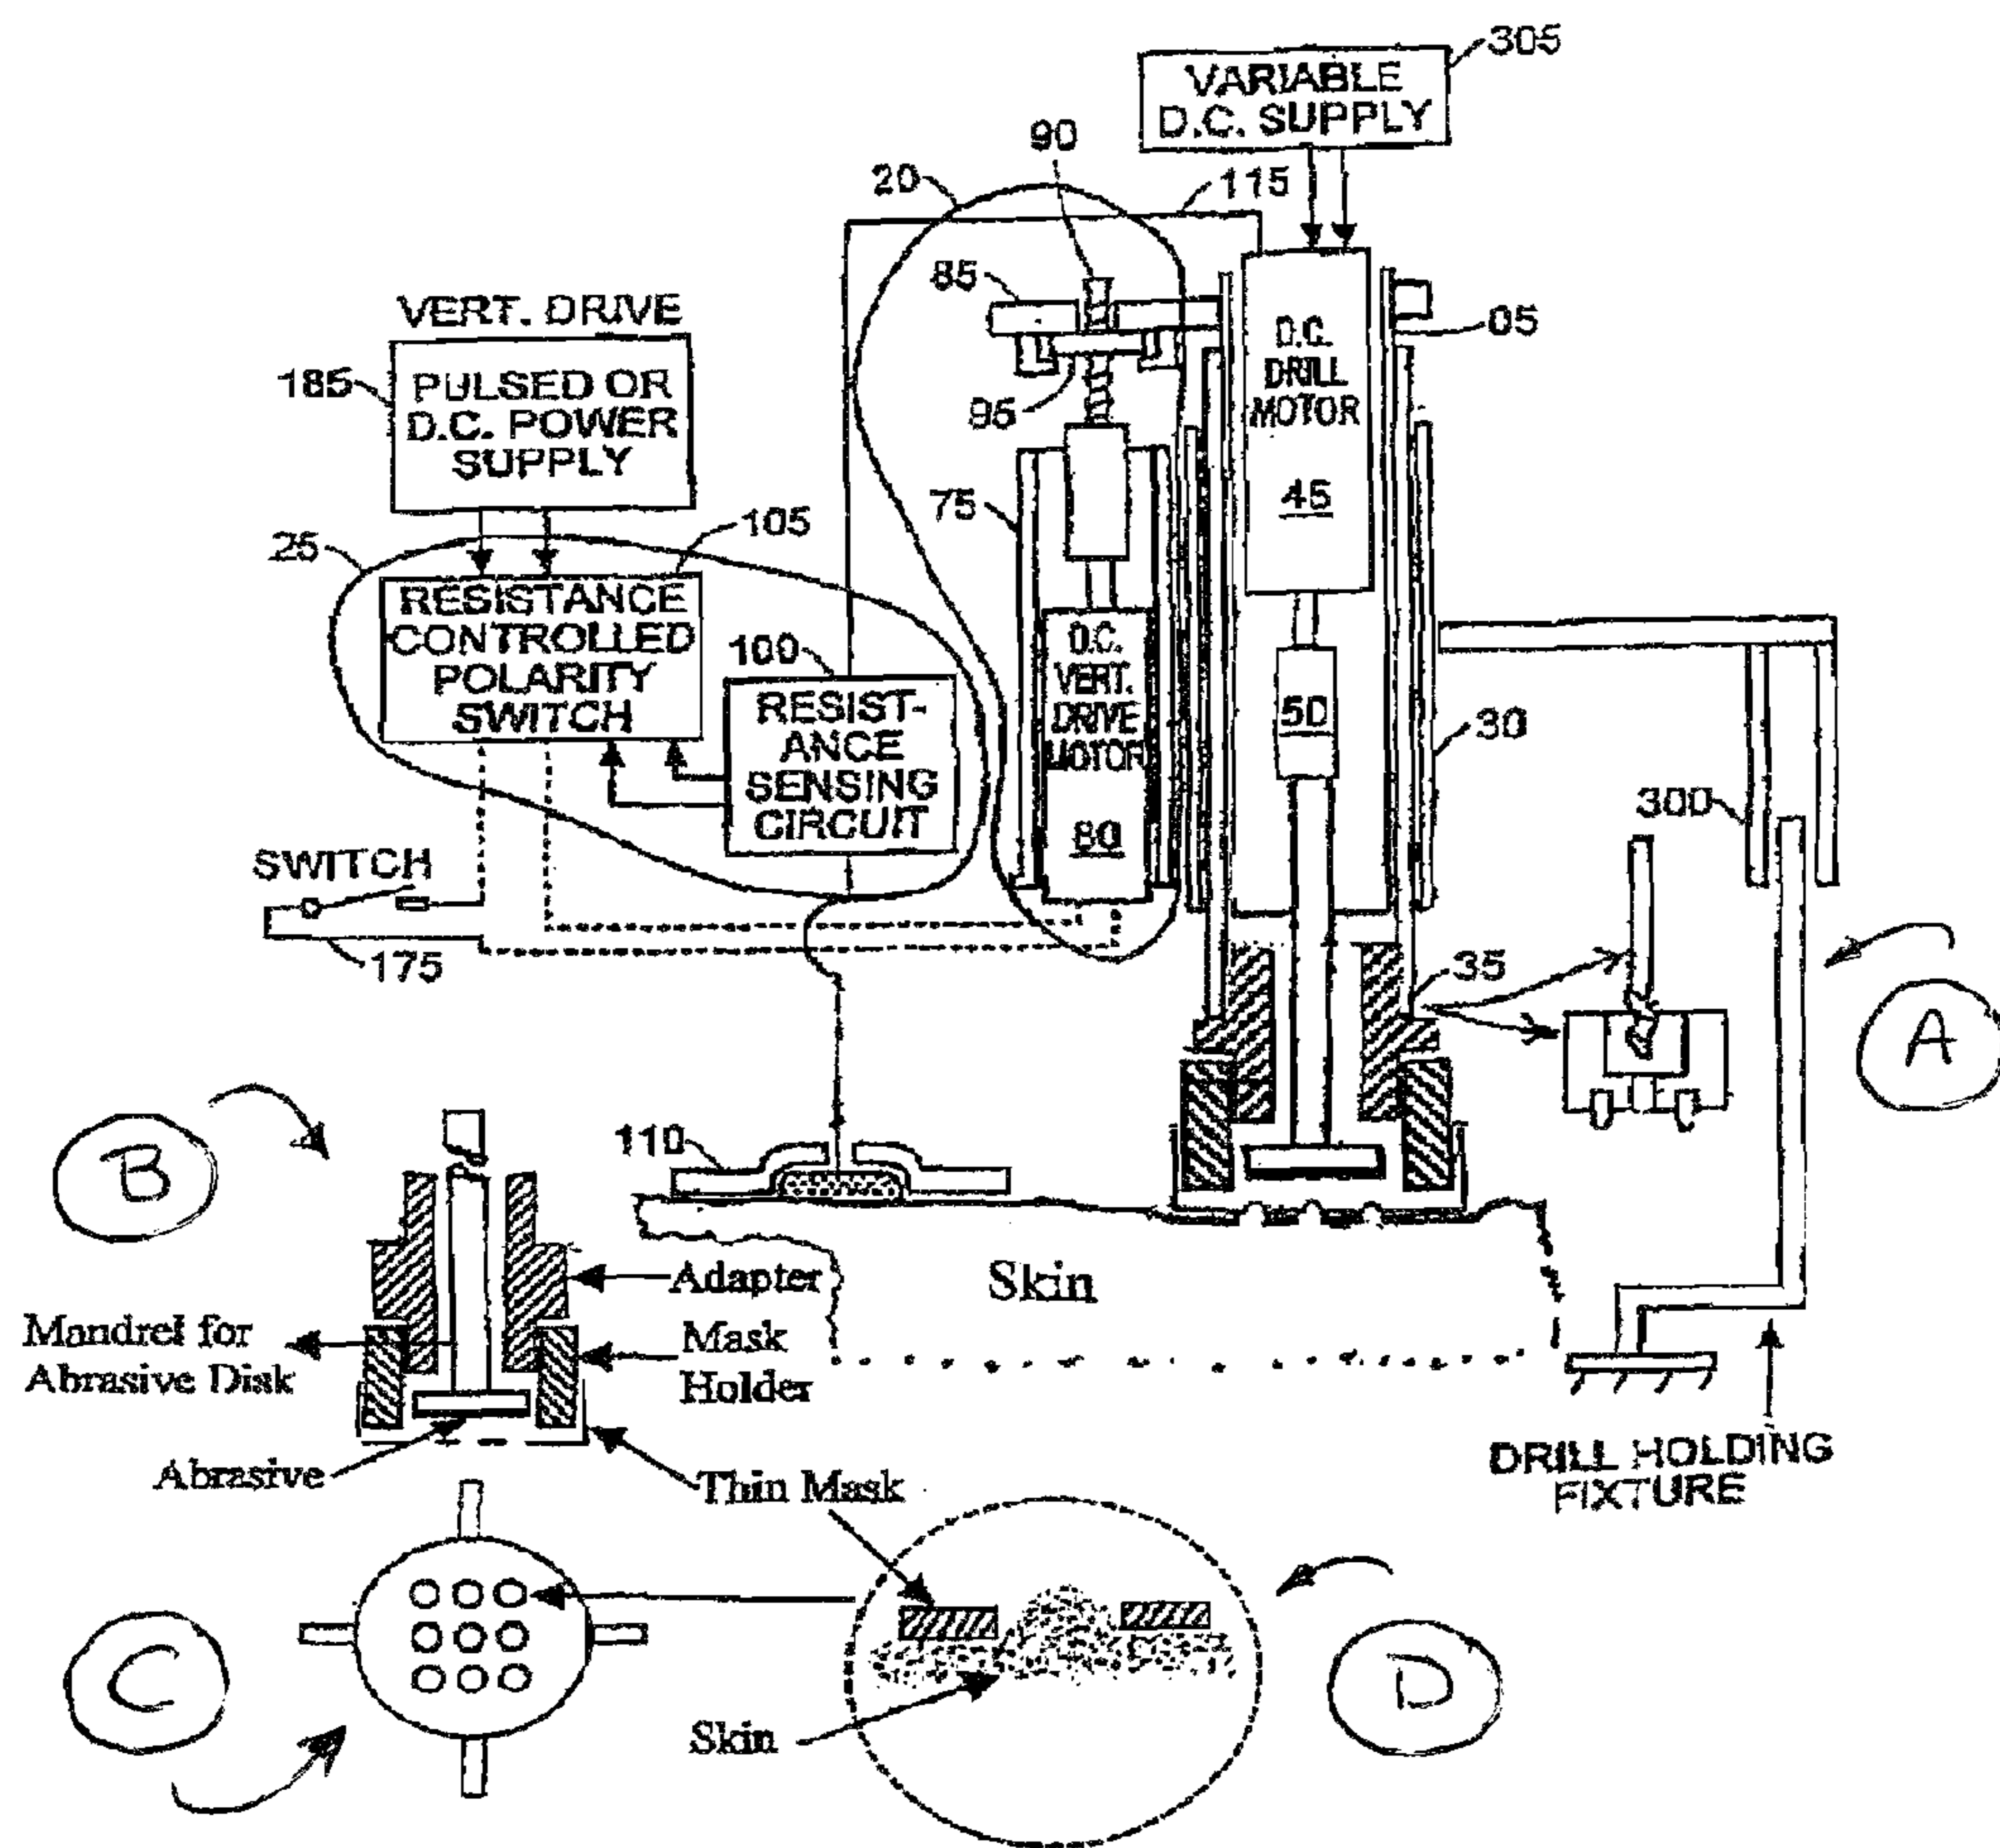 305
VARIABLE
D.C. SUPPLY
90
20
115
85
VERT. DRIVE
D.C.
DRILL
MOTOR
05
185
PULSED OR
D.C. POWER
SUPPLY
95
45
75
25
105
RESISTANCE
CONTROLLED
POLARITY
SWITCH
100
D.C.
VERT.
DRIVE
MOTOR
50
30
RESIST-
ANCE
SENSING
CIRCUIT
80
300
SWITCH
175
35
A
B
110
Adapter
Skin
Mandrel for
Abrasive Disk
Mask
Holder
Abrasive
Thin Mask
DRILL HOLDING
FIXTURE
C
D
Skin